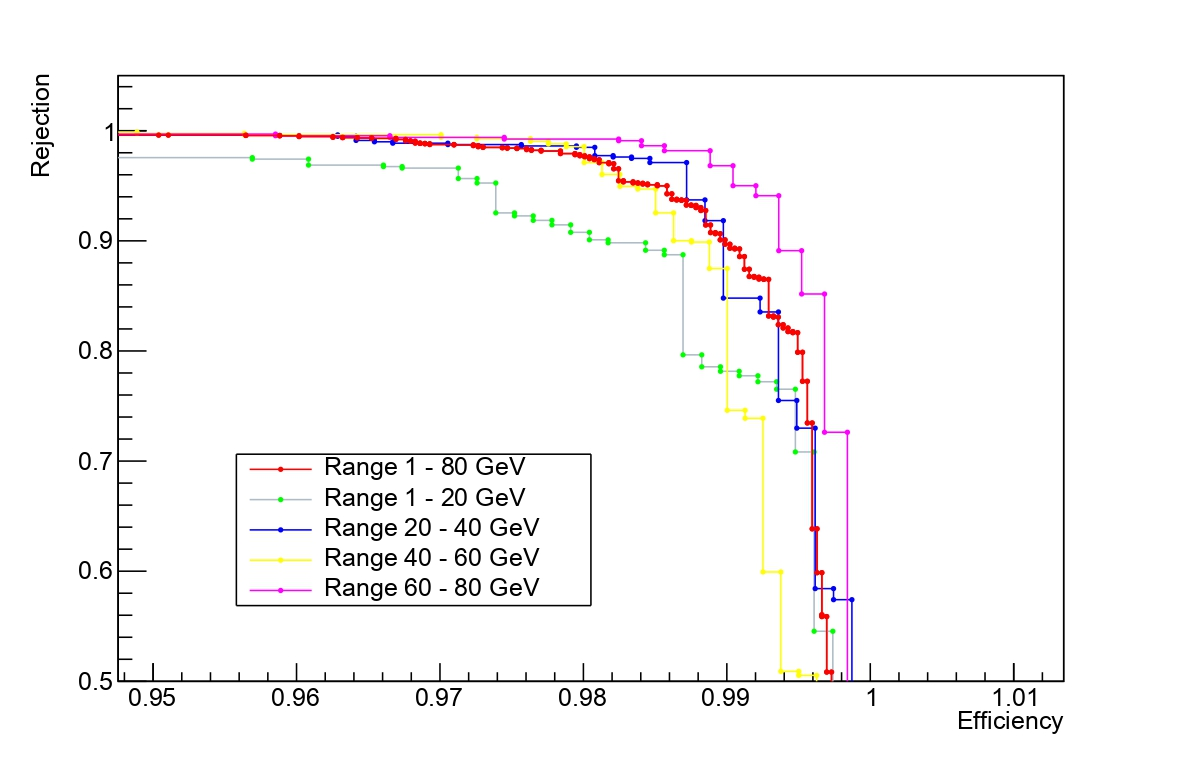 Rejection
1
0.9
0.8
0.7
0.6
0.5
Range 1 - 80 GeV
Range 1 - 20 GeV
Range 20 - 40 GeV
Range 40 - 60 GeV
Range 60 - 80 GeV
0.95 0.96 0.97 0.98 0.99 1 1.01
Efficiency